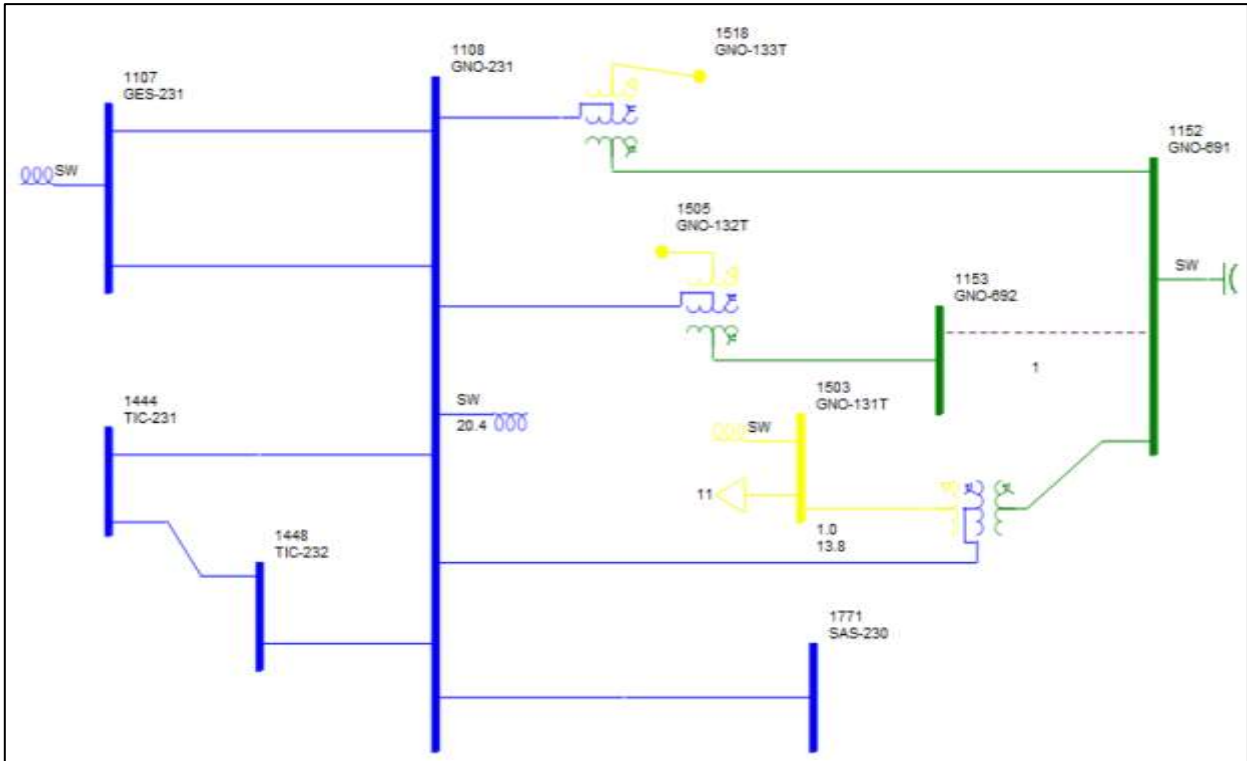 1518
GNO-133T
1108
GNO-231
1107
GES-231
1152
GNO-691
SW
1505
GNO-132T
SW
1153
GNO-692
1
1503
GNO-131T
1444
TIC-231
SW
20.4
SW
11
1448
TIC-232
1.0
13.8
1771
SAS-230